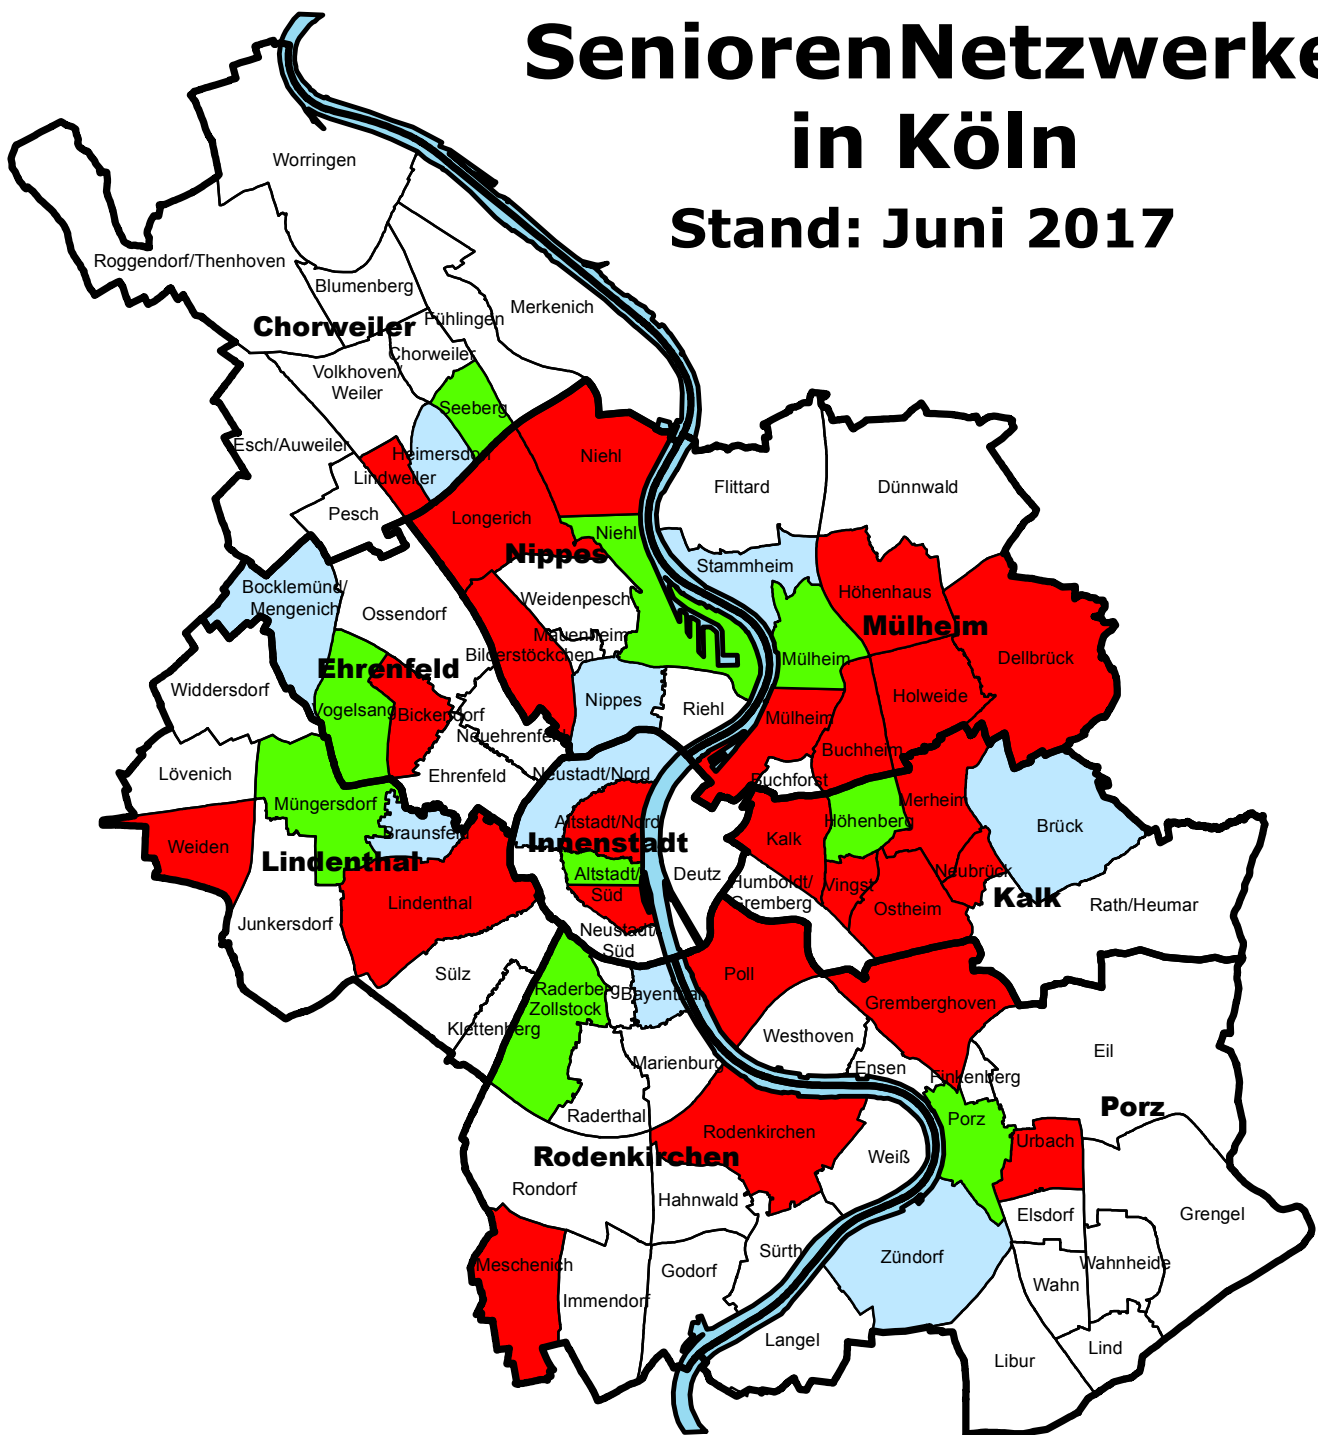 SeniorenNetzwerke
in Köln
Stand: Juni 2017
Worringen
Roggendorf/Thenhoven
Blumenberg
Merkenich
Fühlingen
Chorweiler
Chorweiler
Volkhoven/
Weiler
Seeberg
Esch/Auweiler
Heimersdorf
Lindweiler
Pesch
Niehl
Longerich
Niehl
Nippes
Flittard
Dünnwald
Stammheim
Höhenhaus
Mülheim
Dellbrück
Bocklemünd/
Mengenich
Ossendorf
Weidenpesch
Mauenheim
Bilderstöckchen
Mülheim
Ehrenfeld
Widdersdorf
Vogelsang
Bickendorf
Nippes
Riehl
Holweide
Mülheim
Neuehrenfeld
Buchheim
Lövenich
Ehrenfeld
Neustadt/Nord
Buchforst
Müngersdorf
Merheim
Braunsfeld
Altstadt/Nord
Höhenberg
Brück
Weiden
Lindenthal
Innenstadt
Kalk
Altstadt/
Süd
Deutz
Humboldt/
Gremberg
Vingst
Neubrück
Kalk
Lindenthal
Ostheim
Rath/Heumar
Junkersdorf
Neustadt/
Süd
Sülz
Poll
Raderberg
Zollstock
Bayenthal
Gremberghoven
Klettenberg
Westhoven
Eil
Marienburg
Ensen
Finkenberg
Raderthal
Porz
Porz
Rodenkirchen
Urbach
Rodenkirchen
Weiß
Rondorf
Hahnwald
Elsdorf
Grengel
Sürth
Zündorf
Meschenich
Godorf
Wahnheide
Wahn
Immendorf
Langel
Lind
Libur